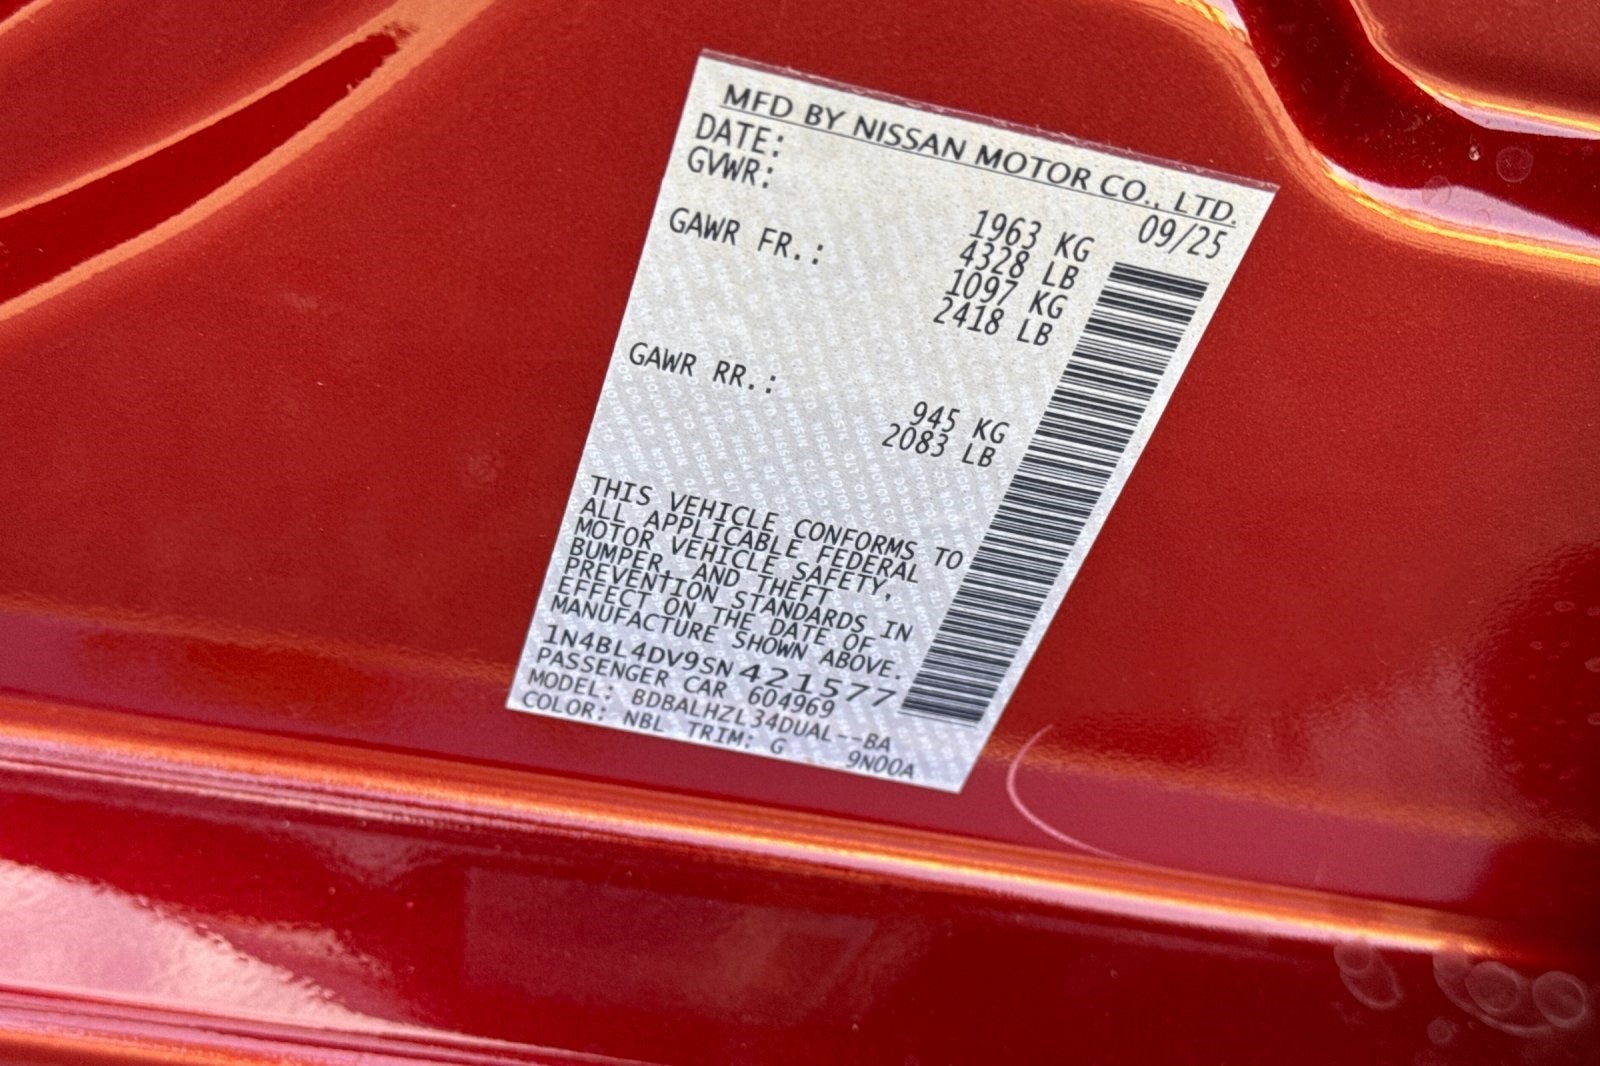 MFD BY NISSAN MOTOR CO., LTD.
DATE: 09/25
GVWR: 1963 KG
4328 LB
GAWR FR.: 1097 KG
2418 LB
GAWR RR.: 945 KG
2083 LB
THIS VEHICLE CONFORMS TO
ALL APPLICABLE FEDERAL
MOTOR VEHICLE SAFETY,
BUMPER, AND THEFT
PREVENTION STANDARDS IN
EFFECT ON THE DATE OF
MANUFACTURE SHOWN ABOVE.
1N4BL4DV9SN421577
PASSENGER CAR 604969
MODEL: BDBALHZL34DUAL--BA
COLOR: NBL TRIM: G 9N00A